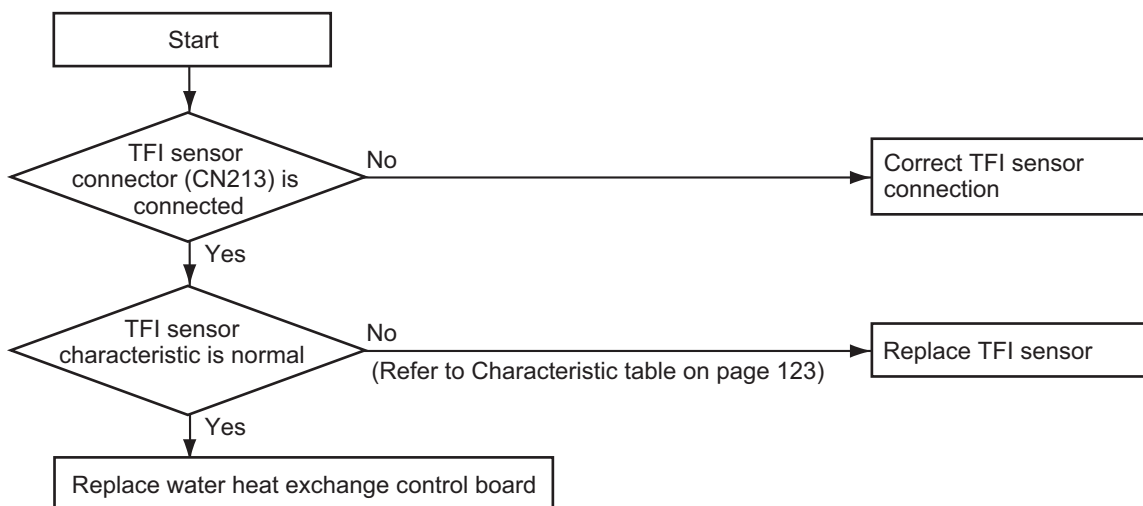 Start
TFI sensor
connector (CN213) is
connected
No
Correct TFI sensor
connection
Yes
TFI sensor
characteristic is normal
No
(Refer to Characteristic table on page 123)
Replace TFI sensor
Yes
Replace water heat exchange control board